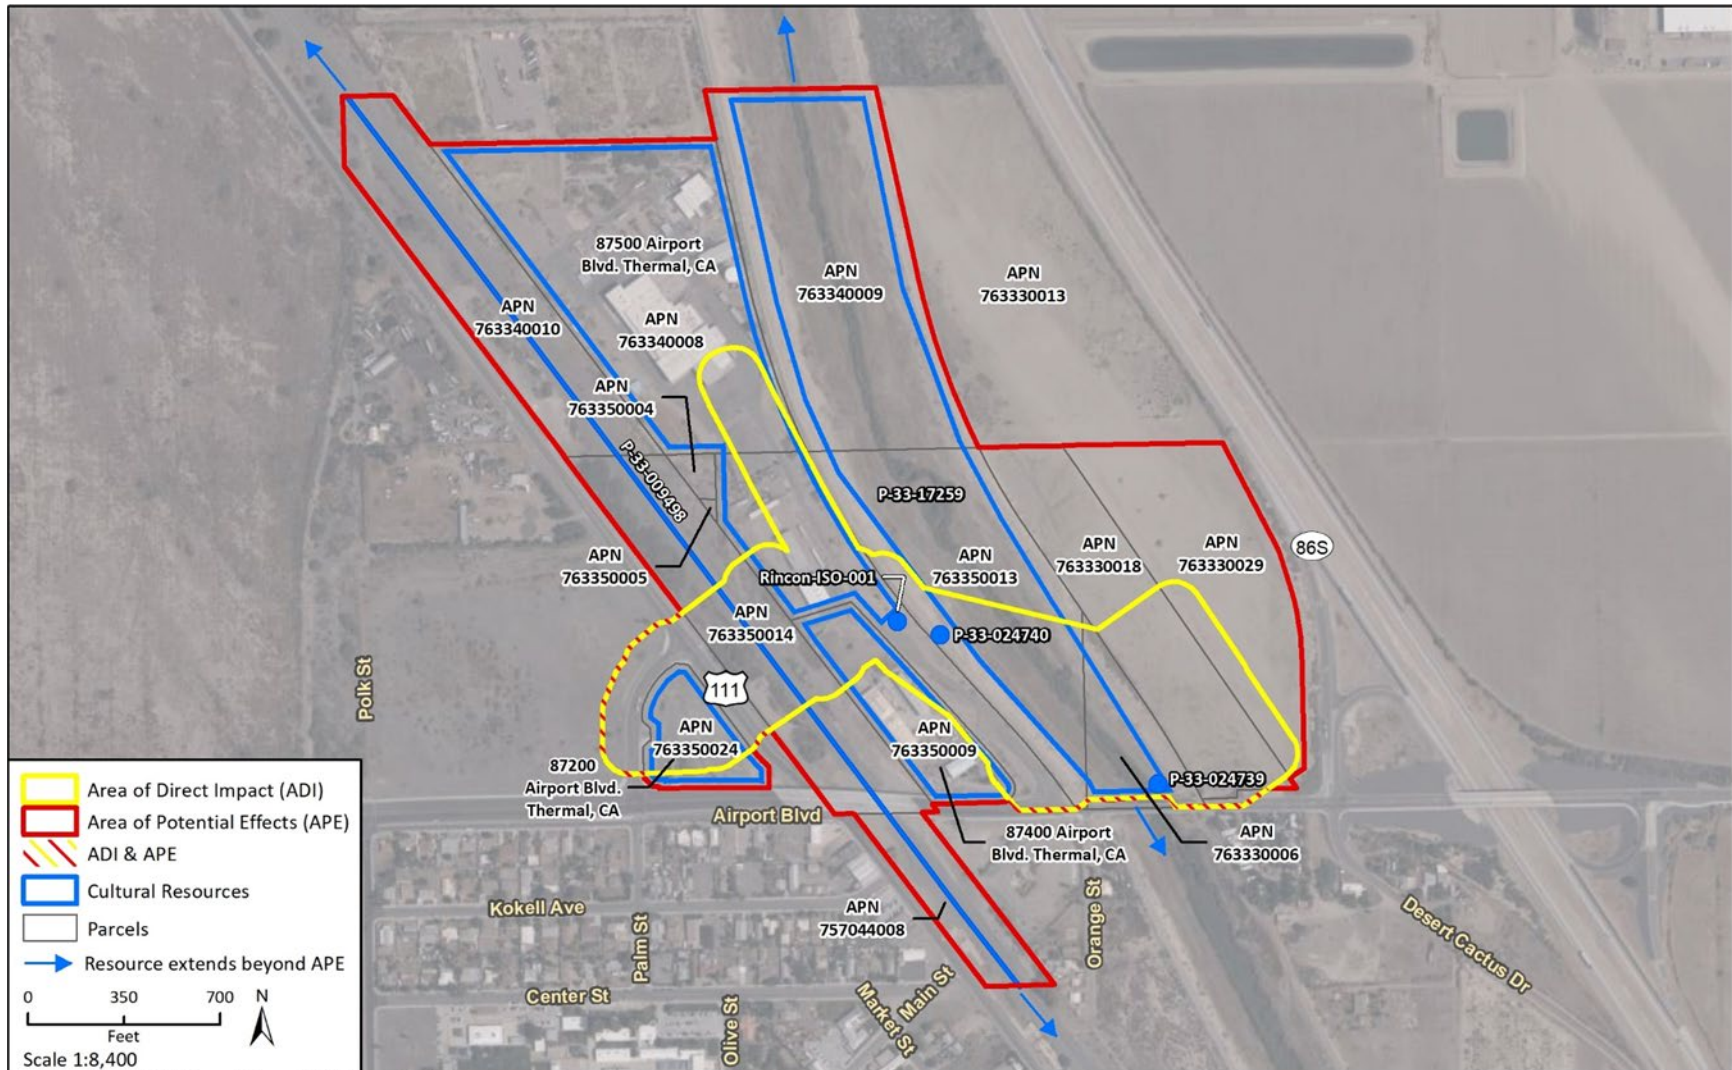 87500 Airport
Blvd. Thermal, CA
APN
763340009
APN
763330013
APN
763340010
APN
763340008
APN
763350004
P-33-009498
P-33-17259
APN
763350005
Rincon-ISO-001
APN
763350013
APN
763330018
APN
763330029
86S
APN
763350014
P-33-024740
Polk St
111
APN
763350024
APN
763350009
87200
Airport Blvd.
Thermal, CA
P-33-024739
Airport Blvd
87400 Airport
Blvd. Thermal, CA
APN
763330006
Kokell Ave
Palm St
APN
757044008
Orange St
Desert Cactus Dr
Center St
Olive St
Market St
Main St
Area of Direct Impact (ADI)
Area of Potential Effects (APE)
ADI & APE
Cultural Resources
Parcels
Resource extends beyond APE
0 350 700 N
Feet
Scale 1:8,400